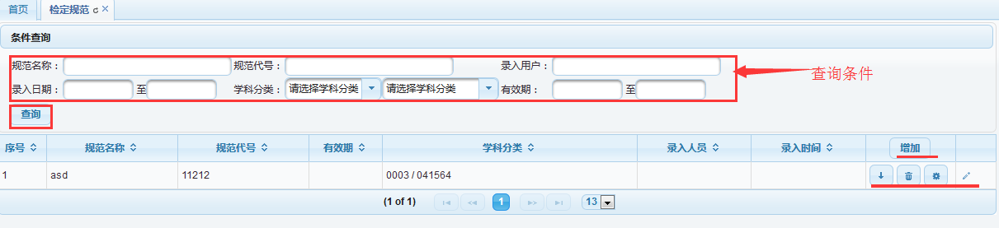 首页 检定规范
条件查询
规范名称： 规范代号： 录入用户：
录入日期： 至 学科分类： 请选择学科分类 请选择学科分类 有效期： 至
查询条件
查询
序号 规范名称 规范代号 有效期 学科分类 录入人员 录入时间 增加
1 asd 11212 0003 / 041564
(1 of 1) 1 13